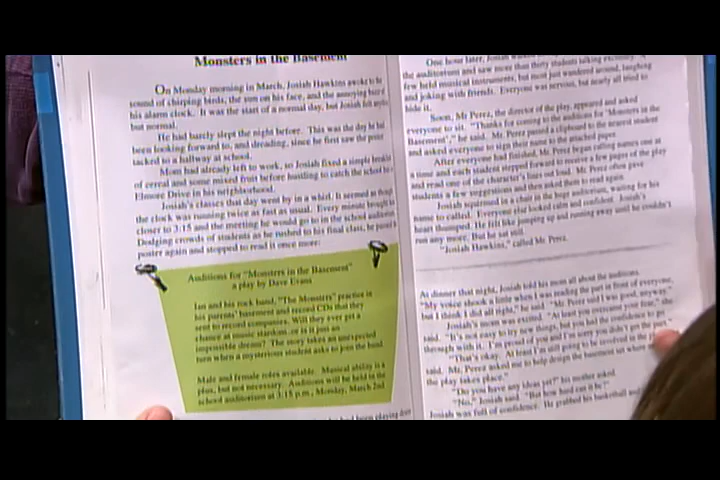 Monsters in the Basement
On Monday morning in March, Josiah Hawkins awoke to the
sound of chirping birds, the sun on his face, and the annoying buzz of
his alarm clock. It was the start of a normal day, but Josiah felt
but normal.
He had barely slept the night before. This was the day he had
been looking forward to, and dreading, since he first saw the poster
tacked to a hallway at school.
Mom had already left to work, so Josiah fixed a simple
of cereal and some mixed fruit before hustling to catch the school
Elmore Drive in his neighborhood.
Josiah's classes that day went by in a whirl. It seemed as though
the clock was running twice as fast as usual. Every minute brought
closer to 3:15 and the meeting he would go to in the school
Dodging crowds of students as he rushed to his final class, he
poster again and stopped to read it once more:
Auditions for "Monsters in the Basement"
a play by Dave Evans
Ian and his rock band, "The Monsters" practice in
his parents' basement and record CDs that they
sent to record companies. Will they ever get a
chance at music stardom or is it just an
impossible dream? The story takes an unexpected
turn when a mysterious student asks to join the band.
Male and female roles available. Musical ability is a
plus, but not necessary. Auditions will be held in the
school auditorium at 3:15 p.m., Monday, March 2nd
had been playing
One hour later, Josiah
the auditorium and saw more than thirty students talking
few held musical instruments, but most just wandered around, laughing
and joking with friends. Everyone was nervous, but nearly all tried to
hide it.
Soon, Mr Perez, the director of the play, appeared and asked
everyone to sit. "Thanks for coming to the auditions for 'Monsters in the
Basement'," he said. Mr. Perez passed a clipboard to the nearest student
and asked everyone to sign their name to the attached paper.
After everyone had finished, Mr. Perez began calling names one at
a time and each student stepped forward to receive a few pages of the play
and read one of the character's lines out loud. Mr. Perez often gave
students a few suggestions and then asked them to read again.
Josiah squirmed in a chair in the huge auditorium, waiting for his
name to called. Everyone else looked calm and confident. Josiah's
heart thumped. He felt like jumping up and running away until he couldn't
run any more. But he sat still.
"Josiah Hawkins," called Mr. Perez.
At dinner that night, Josiah told his mom all about the auditions.
"My voice shook a little when I was reading the part in front of everyone,
but I think I did all right," he said. "Mr. Perez said I was good, anyway."
Josiah's mom was excited. "At least you overcame your fear," she
said. "It's not easy to try new things, but you had the confidence to get
through with it. I'm proud of you and I'm sorry you didn't get the part."
"That's okay. At least I'm still going to be involved in the
said. Mr. Perez asked me to help design the basement set where
the play takes place."
"Do you have any ideas yet?" his mother asked.
"No," Josiah said. "But how hard can it be?"
Josiah was full of confidence. He grabbed his basketball and